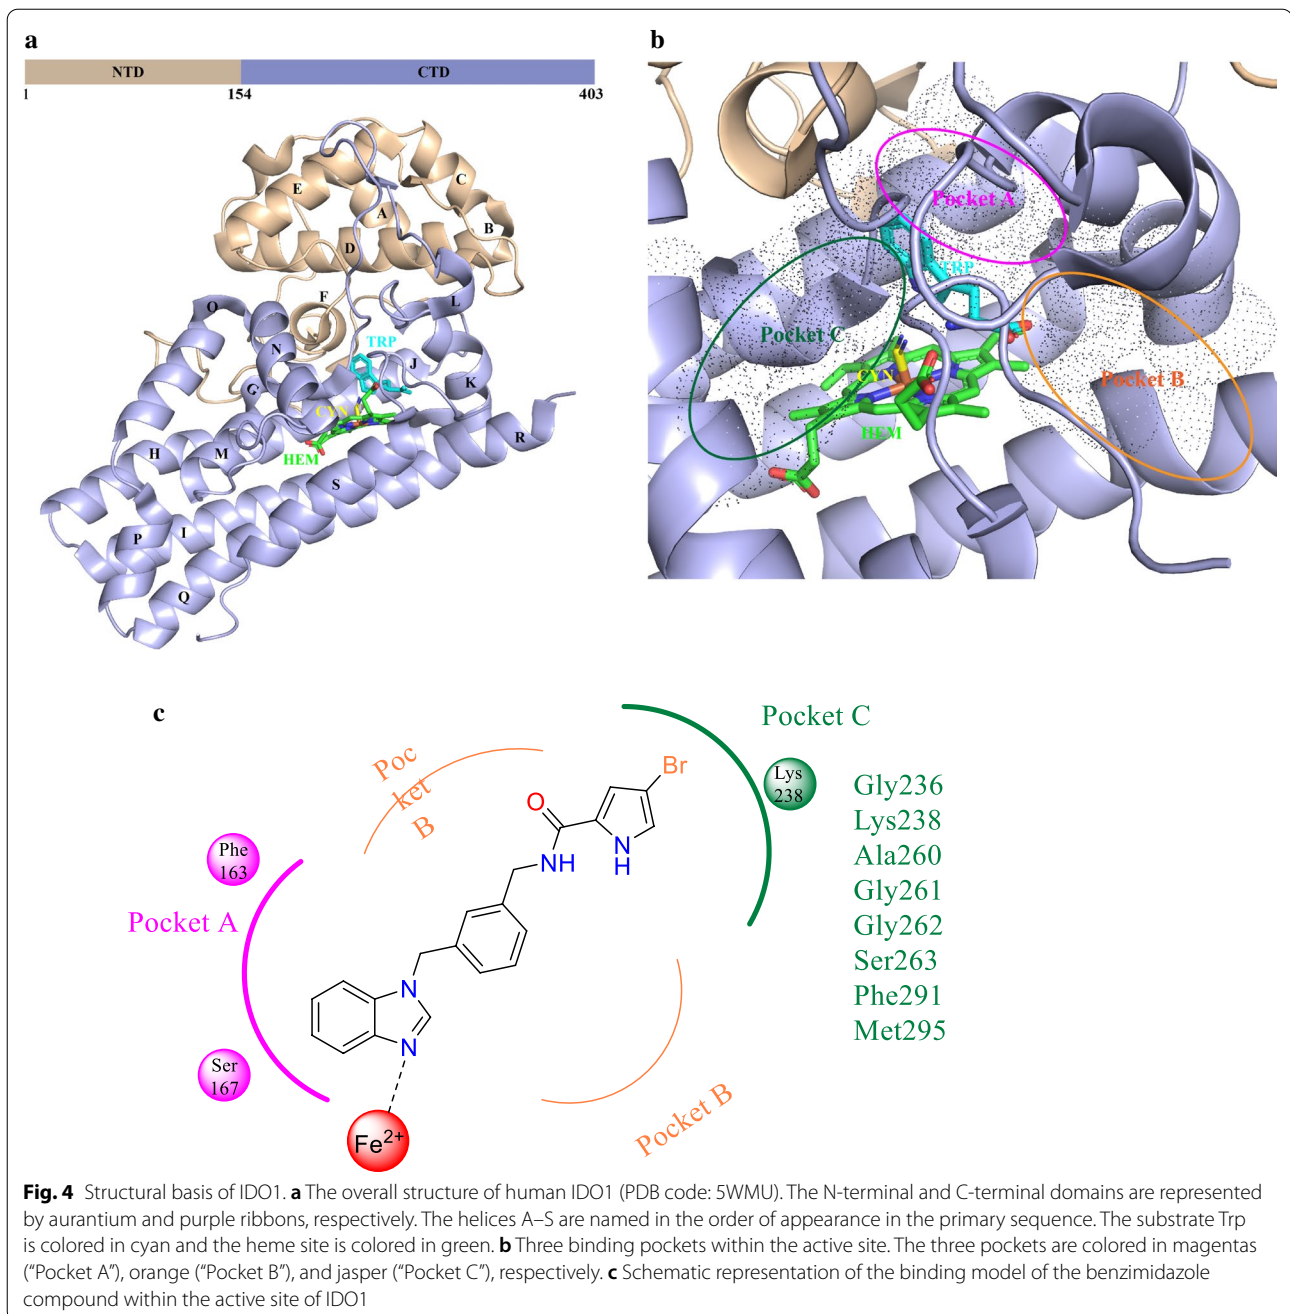 a
NTD
CTD
1
154
403
E
A
C
B
D
F
O
L
N
TRP
J
G
K
CYN
H
M
HEM
R
S
P
I
Q
b
Pocket A
TRP
Pocket C
CYN
Pocket B
HEM
c
Pocket C
Poc
ket
B
Br
Lys
238
O
Gly236
Lys238
Ala260
Gly261
Gly262
Ser263
Phe291
Met295
NH
N
H
Phe
163
Pocket A
N
N
Ser
167
Pocket B
Fe2+
Fig. 4 Structural basis of IDO1. a The overall structure of human IDO1 (PDB code: 5WMU). The N-terminal and C-terminal domains are represented
by aurantium and purple ribbons, respectively. The helices A–S are named in the order of appearance in the primary sequence. The substrate Trp
is colored in cyan and the heme site is colored in green. b Three binding pockets within the active site. The three pockets are colored in magentas
(“Pocket A”), orange (“Pocket B”), and jasper (“Pocket C”), respectively. c Schematic representation of the binding model of the benzimidazole
compound within the active site of IDO1